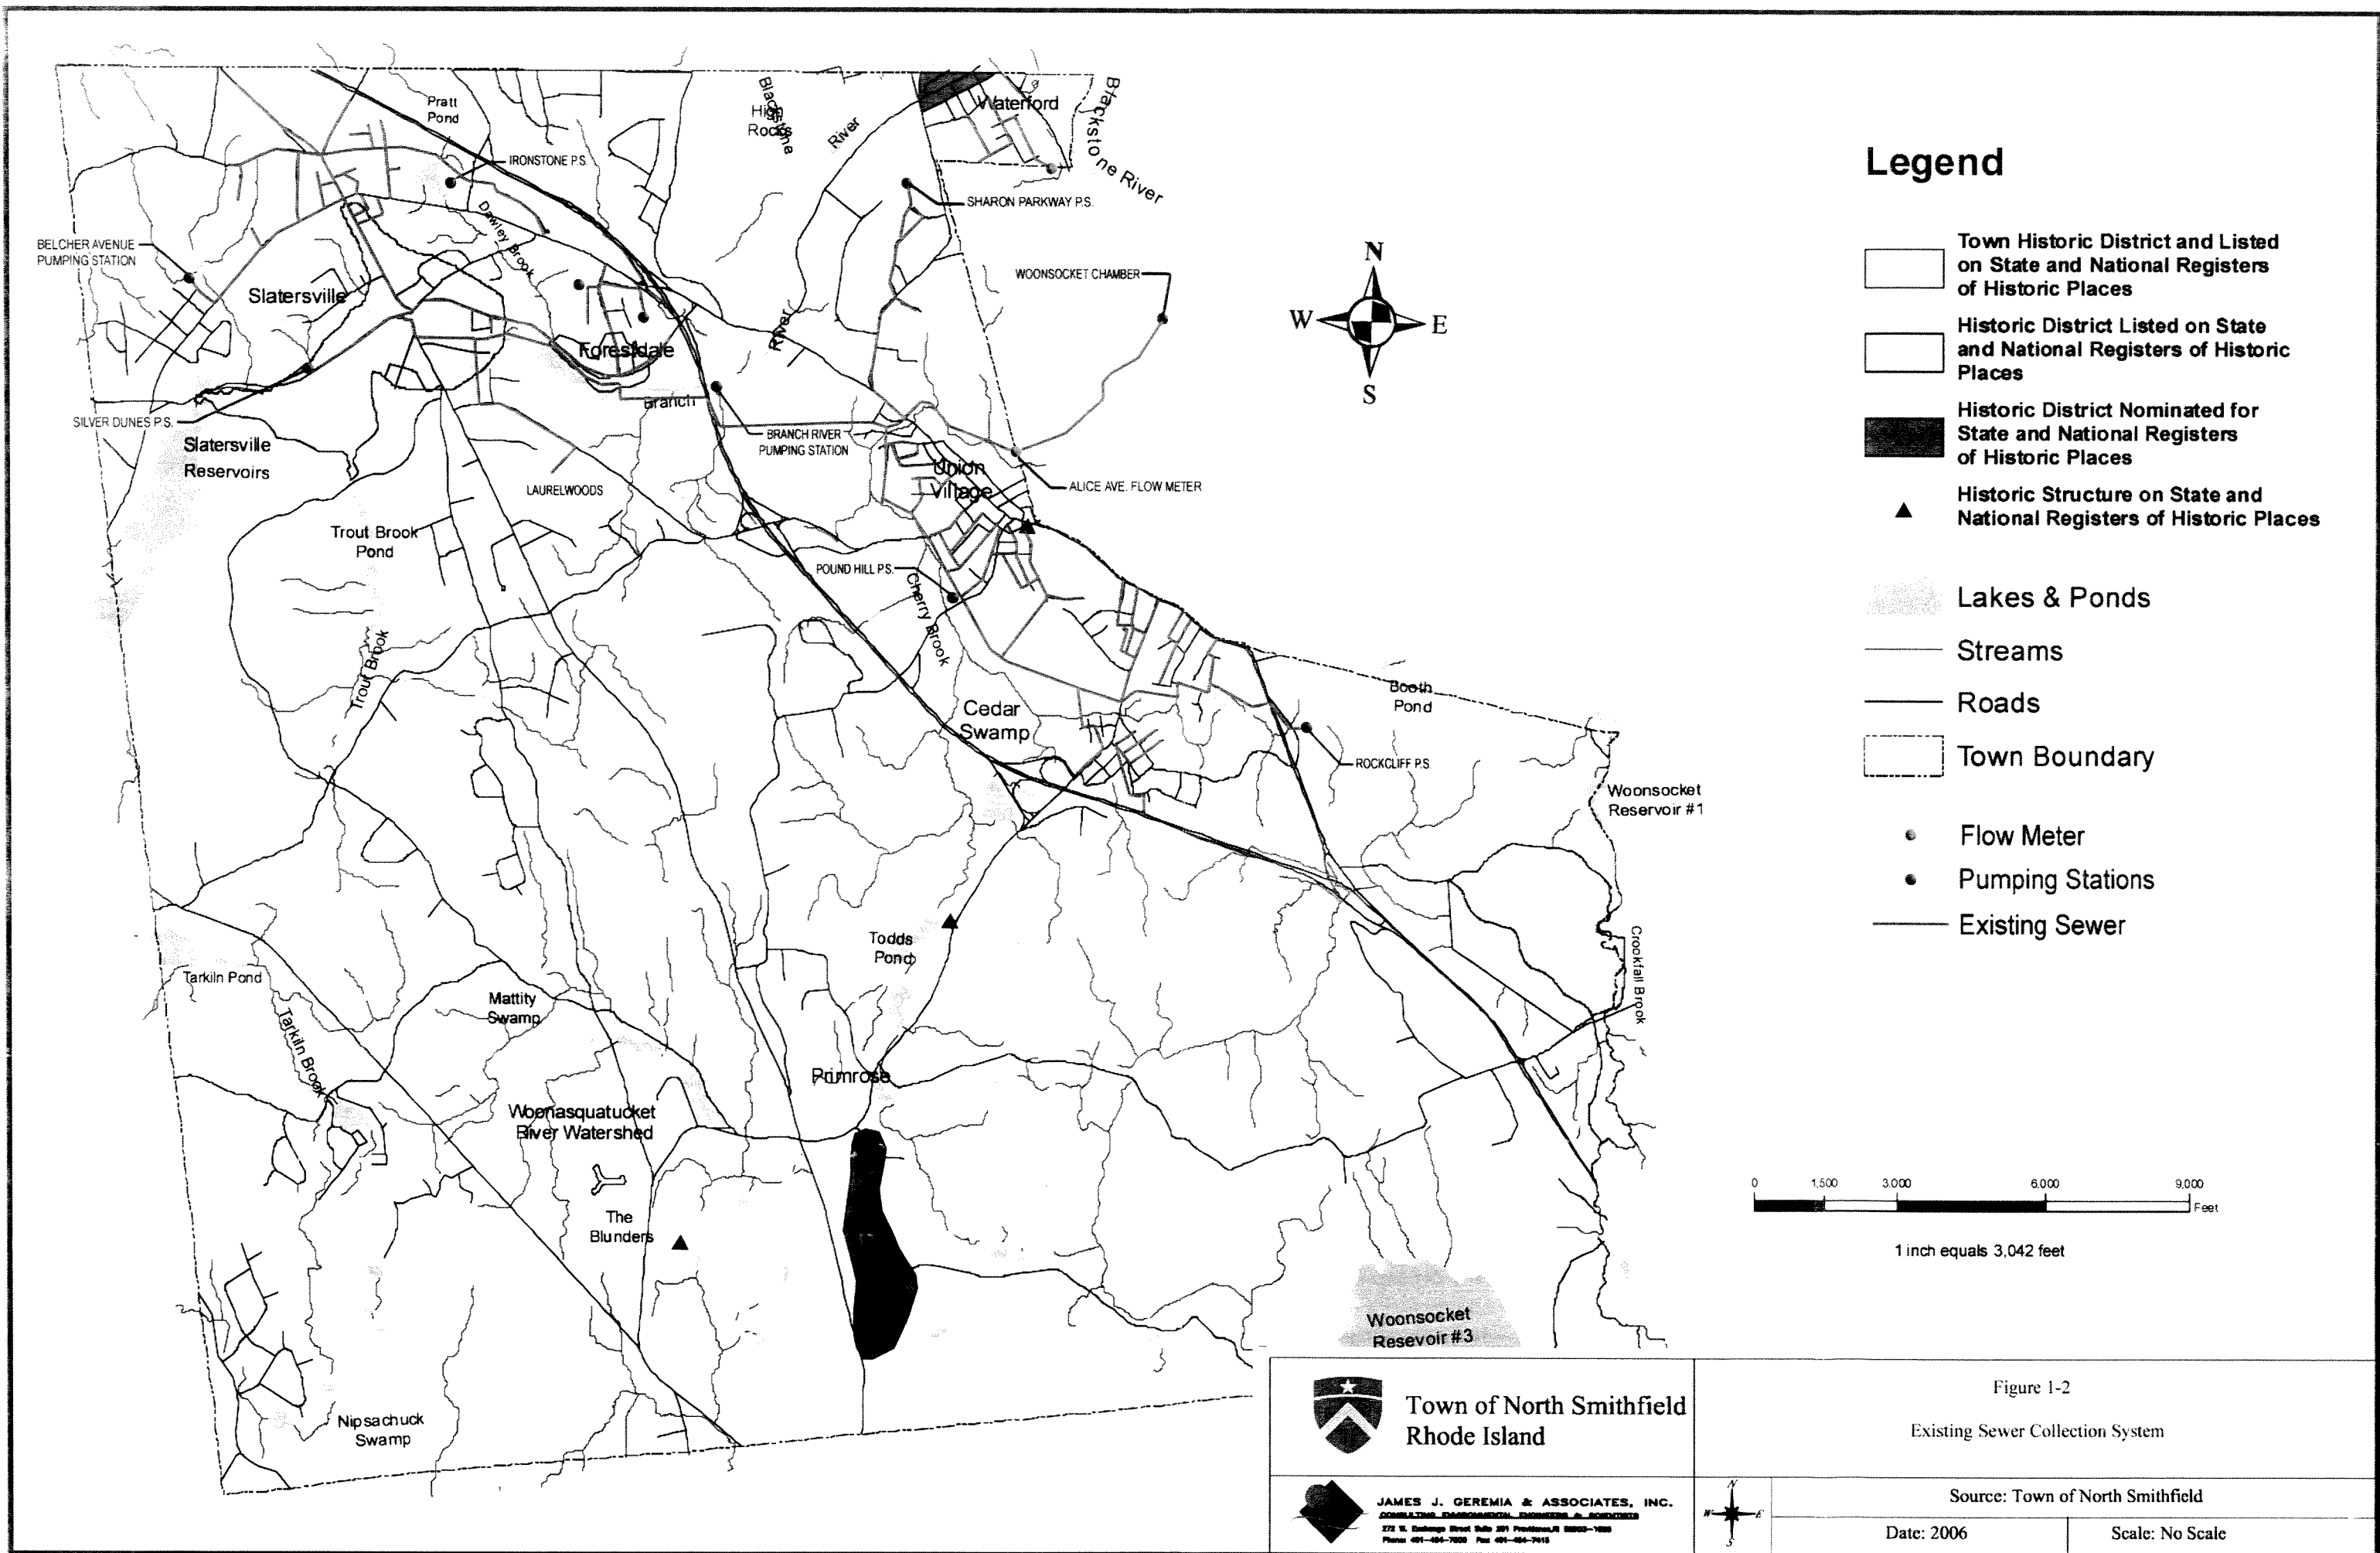 Pratt
Pond
High
Rocks
Blackstone
River
Waterford
Blackstone River
IRONSTONE P.S.
SHARON PARKWAY P.S.
Dawley Brook
BELCHER AVENUE
PUMPING STATION
Slatersville
WOONSOCKET CHAMBER
River
Forestdale
Branch
SILVER DUNES P.S.
Slatersville
Reservoirs
BRANCH RIVER
PUMPING STATION
Union
Village
LAURELWOODS
ALICE AVE. FLOW METER
Trout Brook
Pond
POUND HILL P.S.
Cherry Brook
Trout Brook
Cedar
Swamp
Booth
Pond
ROCKCLIFF P.S.
Woonsocket
Reservoir #1
Todds
Pond
Tarkiln Pond
Mattity
Swamp
Tarkiln Brook
Crookfall Brook
Primrose
Woonasquatucket
River Watershed
The
Blunders
Woonsocket
Resevoir #3
Nipsachuck
Swamp
N
W
E
S
Legend
Town Historic District and Listed
on State and National Registers
of Historic Places
Historic District Listed on State
and National Registers of Historic
Places
Historic District Nominated for
State and National Registers
of Historic Places
Historic Structure on State and
National Registers of Historic Places
Lakes & Ponds
Streams
Roads
Town Boundary
Flow Meter
Pumping Stations
Existing Sewer
0 1,500 3,000 6,000 9,000
Feet
1 inch equals 3,042 feet
Town of North Smithfield
Rhode Island
Figure 1-2
Existing Sewer Collection System
JAMES J. GEREMIA & ASSOCIATES, INC.
CONSULTING ENVIRONMENTAL ENGINEERS & SCIENTISTS
N
W
E
S
Source: Town of North Smithfield
Date: 2006
Scale: No Scale